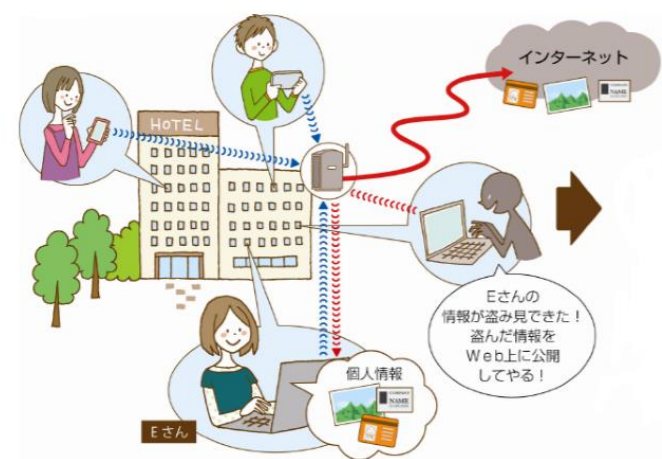 インターネット
NAME
HOTEL
Eさんの
情報が盗み見できた！
盗んだ情報を
Web上に公開
してやる！
個人情報
NAME
Eさん